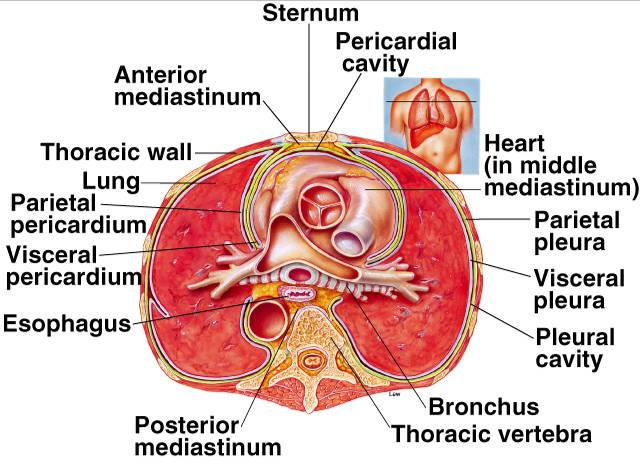 Sternum
Pericardial
cavity
Anterior
mediastinum
Thoracic wall
Lung
Parietal
pericardium
Visceral
pericardium
Esophagus
Posterior
mediastinum
Heart
(in middle
mediastinum)
Parietal
pleura
Visceral
pleura
Pleural
cavity
Bronchus
Thoracic vertebra